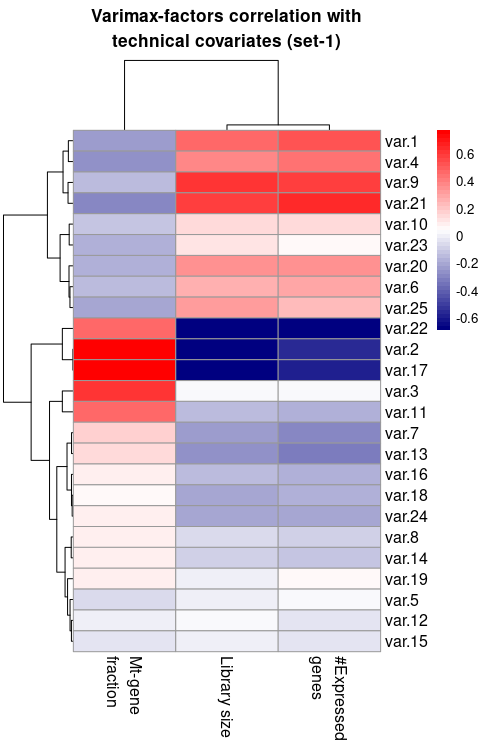 Varimax-factors correlation with
technical covariates (set-1)
var.1
var.4
var.9
var.21
var.10
var.23
var.20
var.6
var.25
var.22
var.2
var.17
var.3
var.11
var.7
var.13
var.16
var.18
var.24
var.8
var.14
var.19
var.5
var.12
var.15
0.6
0.4
0.2
0
-0.2
-0.4
-0.6
Mt-gene
fraction
Library size
#Expressed
genes